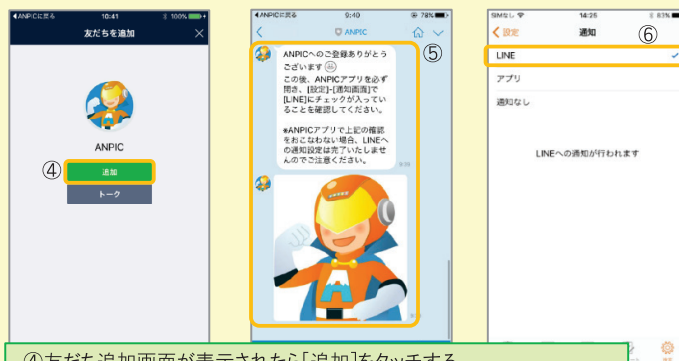 ◀ANPICに戻る 10:41 100%
友だちを追加 ×
ANPIC
④
追加
トーク
◀ANPICに戻る 9:40 78%
ANPIC
⑤
ANPICへのご登録ありがとう
ございます
この後、ANPICアプリを必ず
開き、[設定]-[通知画面]で
[LINE]にチェックが入ってい
ることを確認してください。
※ANPICアプリで上記の確認
をおこなわない場合、LINEへ
の通知設定は完了いたしませ
んのでご注意ください。
9:39
SIMなし 14:25 83%
設定 通知
⑥
LINE
アプリ
通知なし
LINEへの通知が行われます
④友だち追加画面が表示されたら[追加]をタッチする